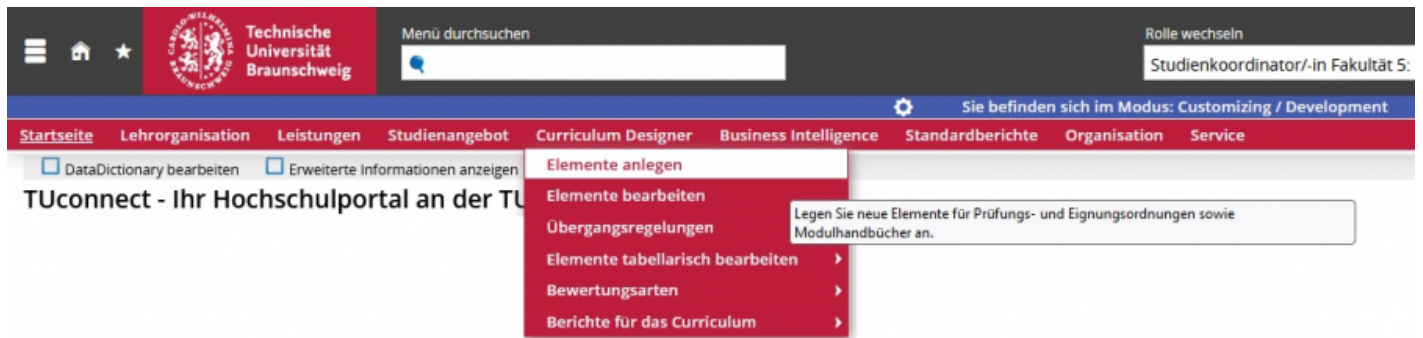 CAROLO-WILHELMINA
BRAUNSCHWEIG
Technische
Universität
Braunschweig
Menü durchsuchen
Rolle wechseln
Studienkoordinator/-in Fakultät 5:
Sie befinden sich im Modus: Customizing / Development
Startseite Lehrorganisation Leistungen Studienangebot Curriculum Designer Business Intelligence Standardberichte Organisation Service
DataDictionary bearbeiten Erweiterte Informationen anzeigen
TUconnect - Ihr Hochschulportal an der TU
Elemente anlegen
Elemente bearbeiten
Übergangsregelungen
Elemente tabellarisch bearbeiten
Bewertungsarten
Berichte für das Curriculum
Legen Sie neue Elemente für Prüfungs- und Eignungsordnungen sowie
Modulhandbücher an.